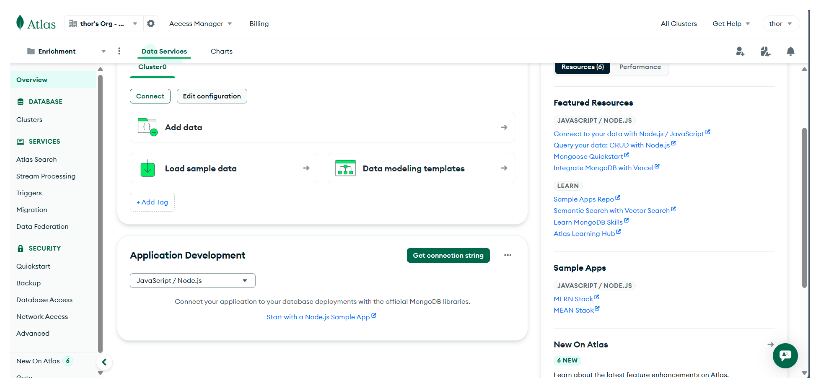 Atlas
thor's Org - ...
Access Manager
Billing
All Clusters
Get Help
thor
Enrichment
Data Services
Charts
Overview
DATABASE
Clusters
SERVICES
Atlas Search
Stream Processing
Triggers
Migration
Data Federation
SECURITY
Quickstart
Backup
Database Access
Network Access
Advanced
New On Atlas 6
Cluster0
Connect
Edit configuration
Add data
Load sample data
Data modeling templates
+ Add Tag
Application Development
Get connection string
JavaScript / Node.js
Connect your application to your database deployments with the official MongoDB libraries.
Start with a Node.js Sample App
Resources (6)
Performance
Featured Resources
JAVASCRIPT / NODE.JS
Connect to your data with Node.js / JavaScript
Query your data: CRUD with Node.js
Mongoose Quickstart
Integrate MongoDB with Vercel
LEARN
Sample Apps Repo
Semantic Search with Vector Search
Learn MongoDB Skills
Atlas Learning Hub
Sample Apps
JAVASCRIPT / NODE.JS
MERN Stack
MEAN Stack
New On Atlas
6 NEW
Learn about the latest feature enhancements on Atlas.